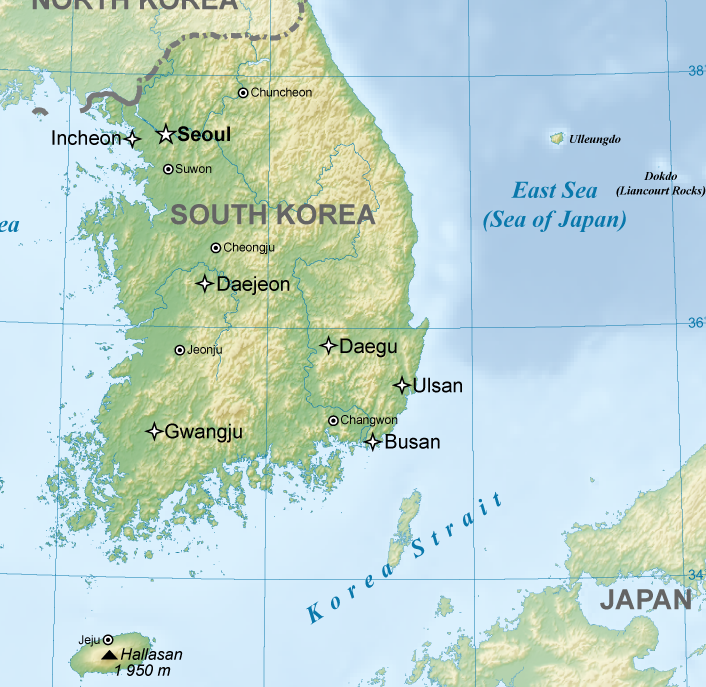 NORTH KOREA
38
Chuncheon
Incheon
Seoul
Ulleungdo
Suwon
Dokdo
(Liancourt Rocks)
East Sea
(Sea of Japan)
SOUTH KOREA
ea
Cheongju
Daejeon
36
Daegu
Jeonju
Ulsan
Changwon
Gwangju
Busan
Korea Strait
34
JAPAN
Jeju
Hallasan
1 950 m